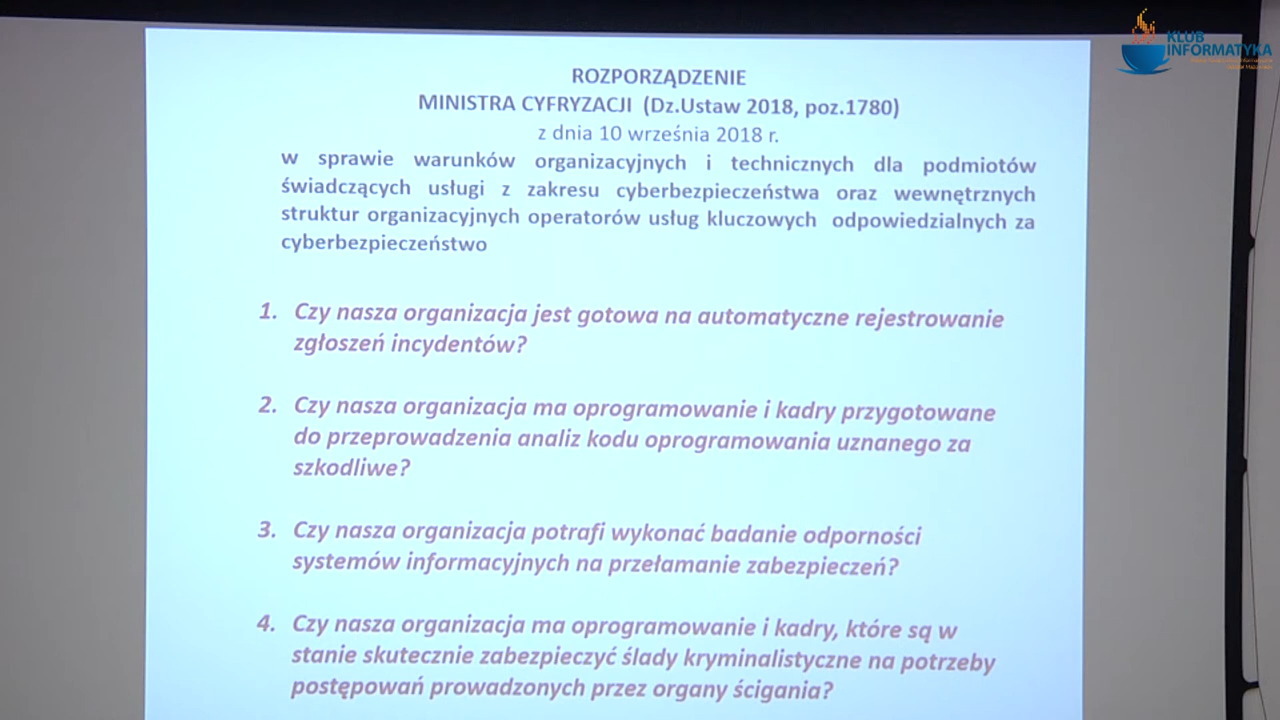 KLUB
INFORMATYKA
ROZPORZĄDZENIE
MINISTRA CYFRYZACJI (Dz.Ustaw 2018, poz.1780)
z dnia 10 września 2018 r.
w sprawie warunków organizacyjnych i technicznych dla podmiotów
świadczących usługi z zakresu cyberbezpieczeństwa oraz wewnętrznych
struktur organizacyjnych operatorów usług kluczowych odpowiedzialnych za
cyberbezpieczeństwo
1. Czy nasza organizacja jest gotowa na automatyczne rejestrowanie
zgłoszeń incydentów?
2. Czy nasza organizacja ma oprogramowanie i kadry przygotowane
do przeprowadzenia analiz kodu oprogramowania uznanego za
szkodliwe?
3. Czy nasza organizacja potrafi wykonać badanie odporności
systemów informacyjnych na przełamanie zabezpieczeń?
4. Czy nasza organizacja ma oprogramowanie i kadry, które są w
stanie skutecznie zabezpieczyć ślady kryminalistyczne na potrzeby
postępowań prowadzonych przez organy ścigania?